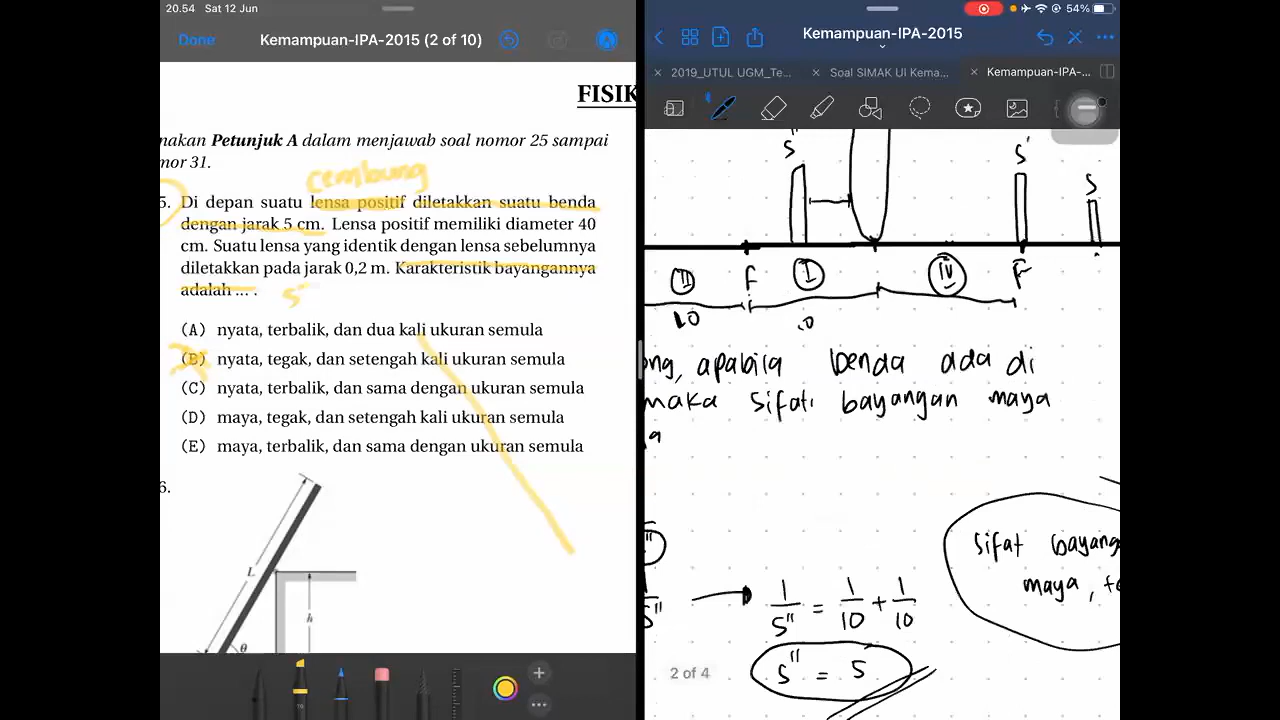 20.54 Sat 12 Jun
54%
Done
Kemampuan-IPA-2015 (2 of 10)
Kemampuan-IPA-2015
2019_UTUL UGM_Te...
Soal SIMAK UI Kema...
Kemampuan-IPA-...
FISIK
nakan Petunjuk A dalam menjawab soal nomor 25 sampai
mor 31.
cembung
5. Di depan suatu lensa positif diletakkan suatu benda
dengan jarak 5 cm. Lensa positif memiliki diameter 40
cm. Suatu lensa yang identik dengan lensa sebelumnya
diletakkan pada jarak 0,2 m. Karakteristik bayangannya
adalah ... .
s'
(A) nyata, terbalik, dan dua kali ukuran semula
(B) nyata, tegak, dan setengah kali ukuran semula
(C) nyata, terbalik, dan sama dengan ukuran semula
(D) maya, tegak, dan setengah kali ukuran semula
(E) maya, terbalik, dan sama dengan ukuran semula
6.
L
h
θ
s"
s'
s
II
F
I
IV
F
10
10
ong, apabila benda ada di
maka sifat bayangan maya
ya
1/s" = 1/10 + 1/10
s" = 5
sifat bayang
maya, te
2 of 4